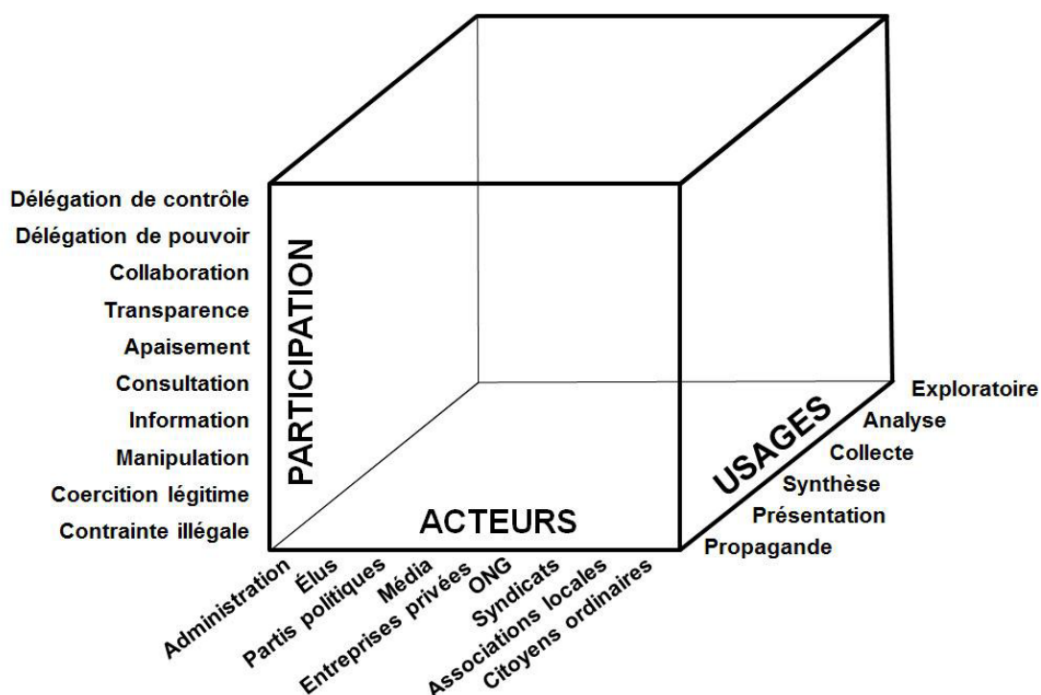 Délégation de contrôle
Délégation de pouvoir
Collaboration
Transparence
Apaisement
Consultation
Information
Manipulation
Coercition légitime
Contrainte illégale
PARTICIPATION
ACTEURS
USAGES
Exploratoire
Analyse
Collecte
Synthèse
Présentation
Propagande
Administration
Élus
Partis politiques
Média
Entreprises privées
ONG
Syndicats
Associations locales
Citoyens ordinaires